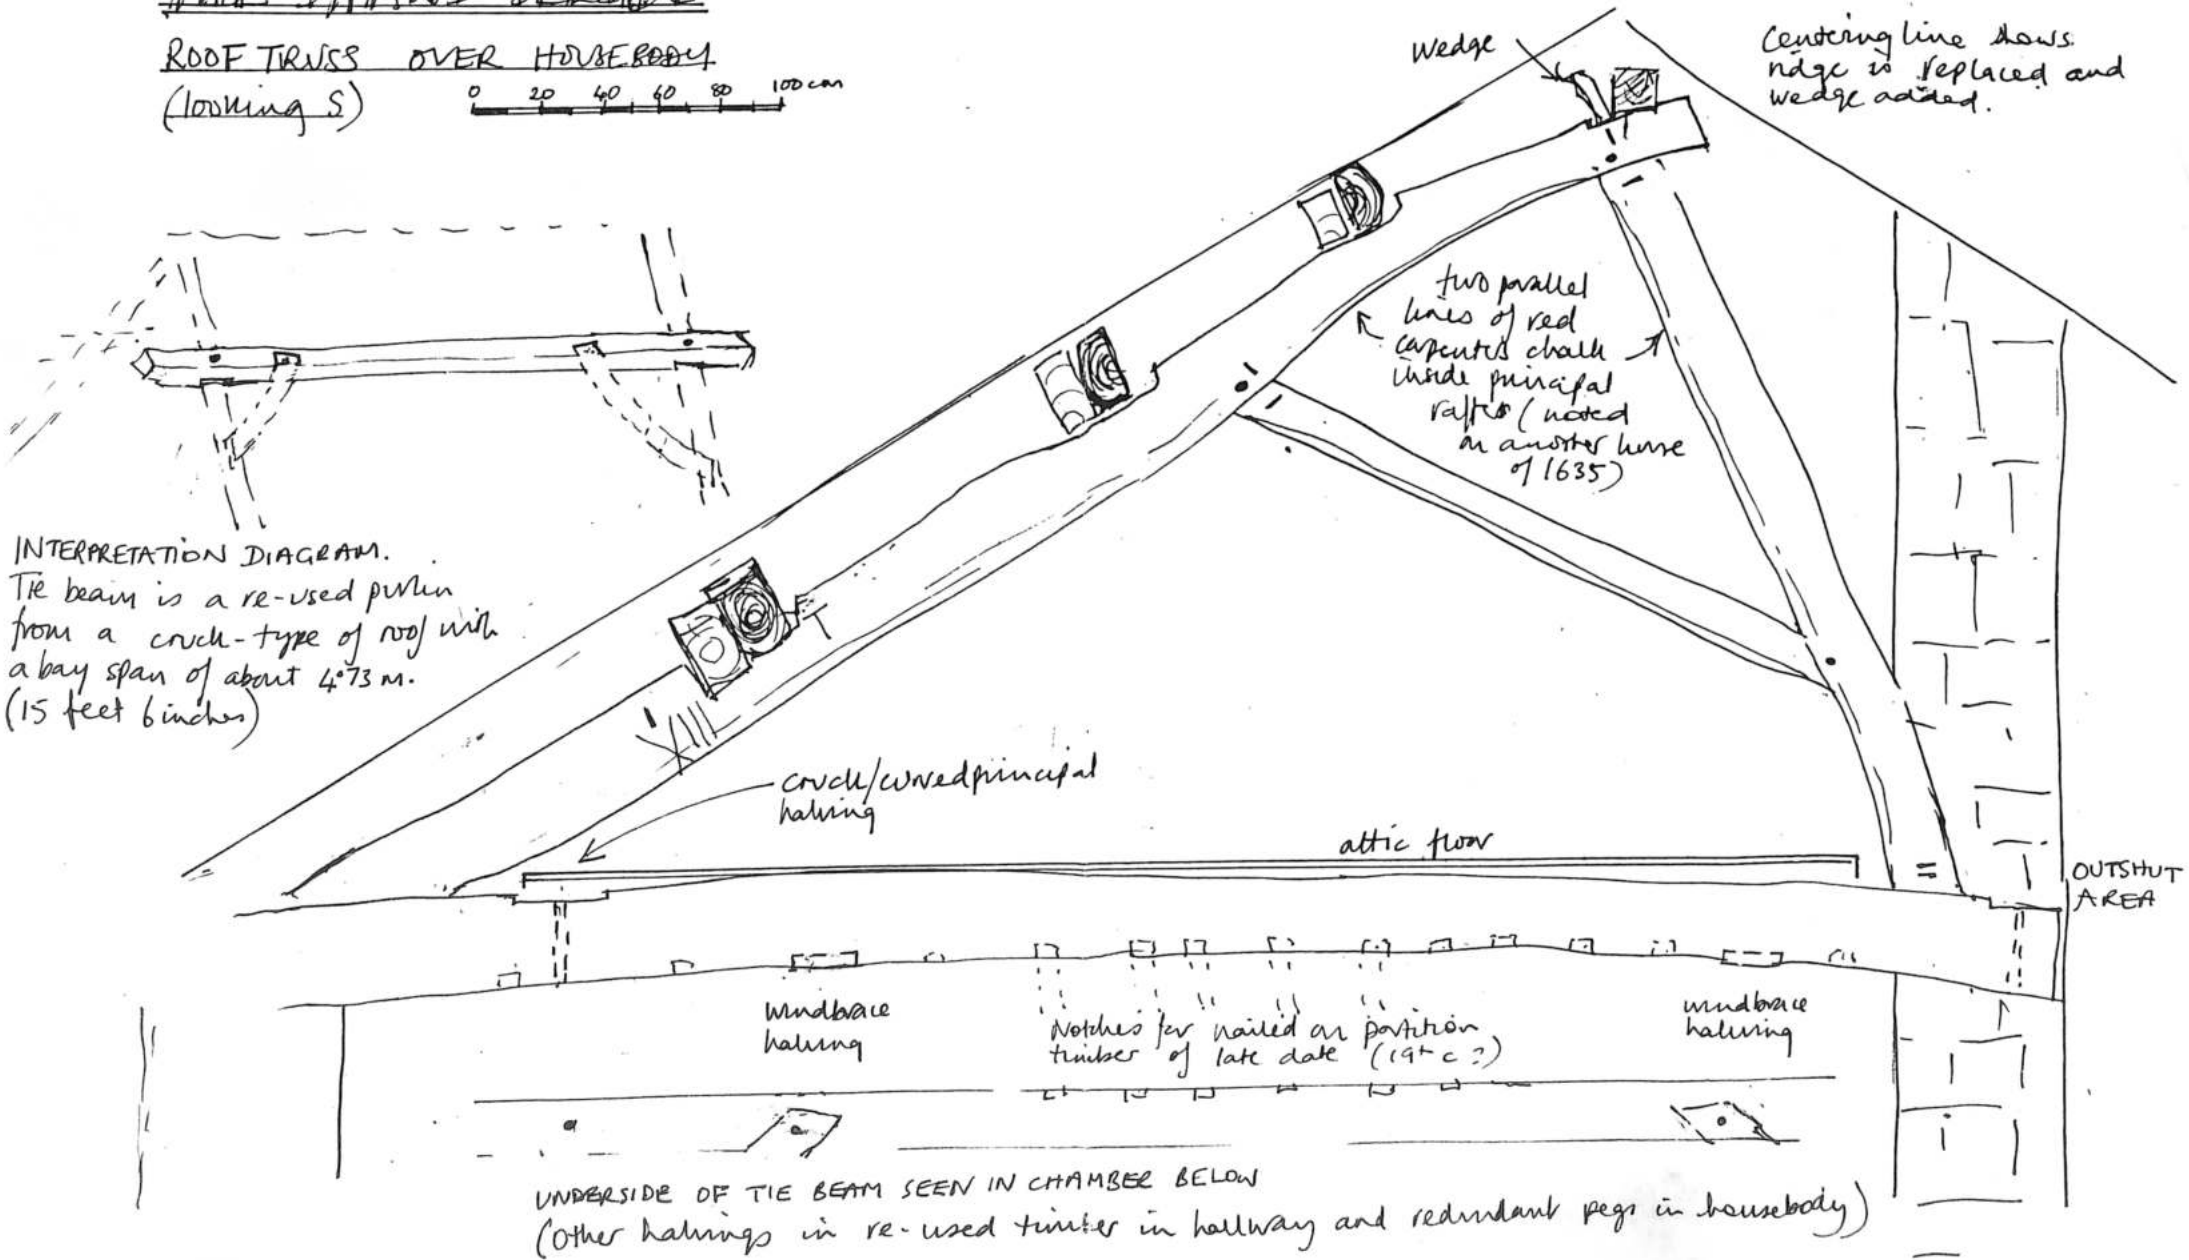 ROOF TRUSS OVER HOUSEBODY
(looking S)
0 20 40 60 80 100 cm
Wedge
Centering line shows
ridge is replaced and
wedge added.
two parallel
lines of red
carpenters chalk
inside principal
rafters (noted
in another house
of 1635)
INTERPRETATION DIAGRAM.
Tie beam is a re-used purlin
from a cruck-type of roof with
a bay span of about 4.73 m.
(15 feet 6 inches)
cruck/curved principal
halving
attic floor
OUTSHUT
AREA
windbrace
halving
Notches for nailed on partition
timber of late date (19th c?)
windbrace
halving
UNDERSIDE OF TIE BEAM SEEN IN CHAMBER BELOW
(other halvings in re-used timber in hallway and redundant pegs in housebody)